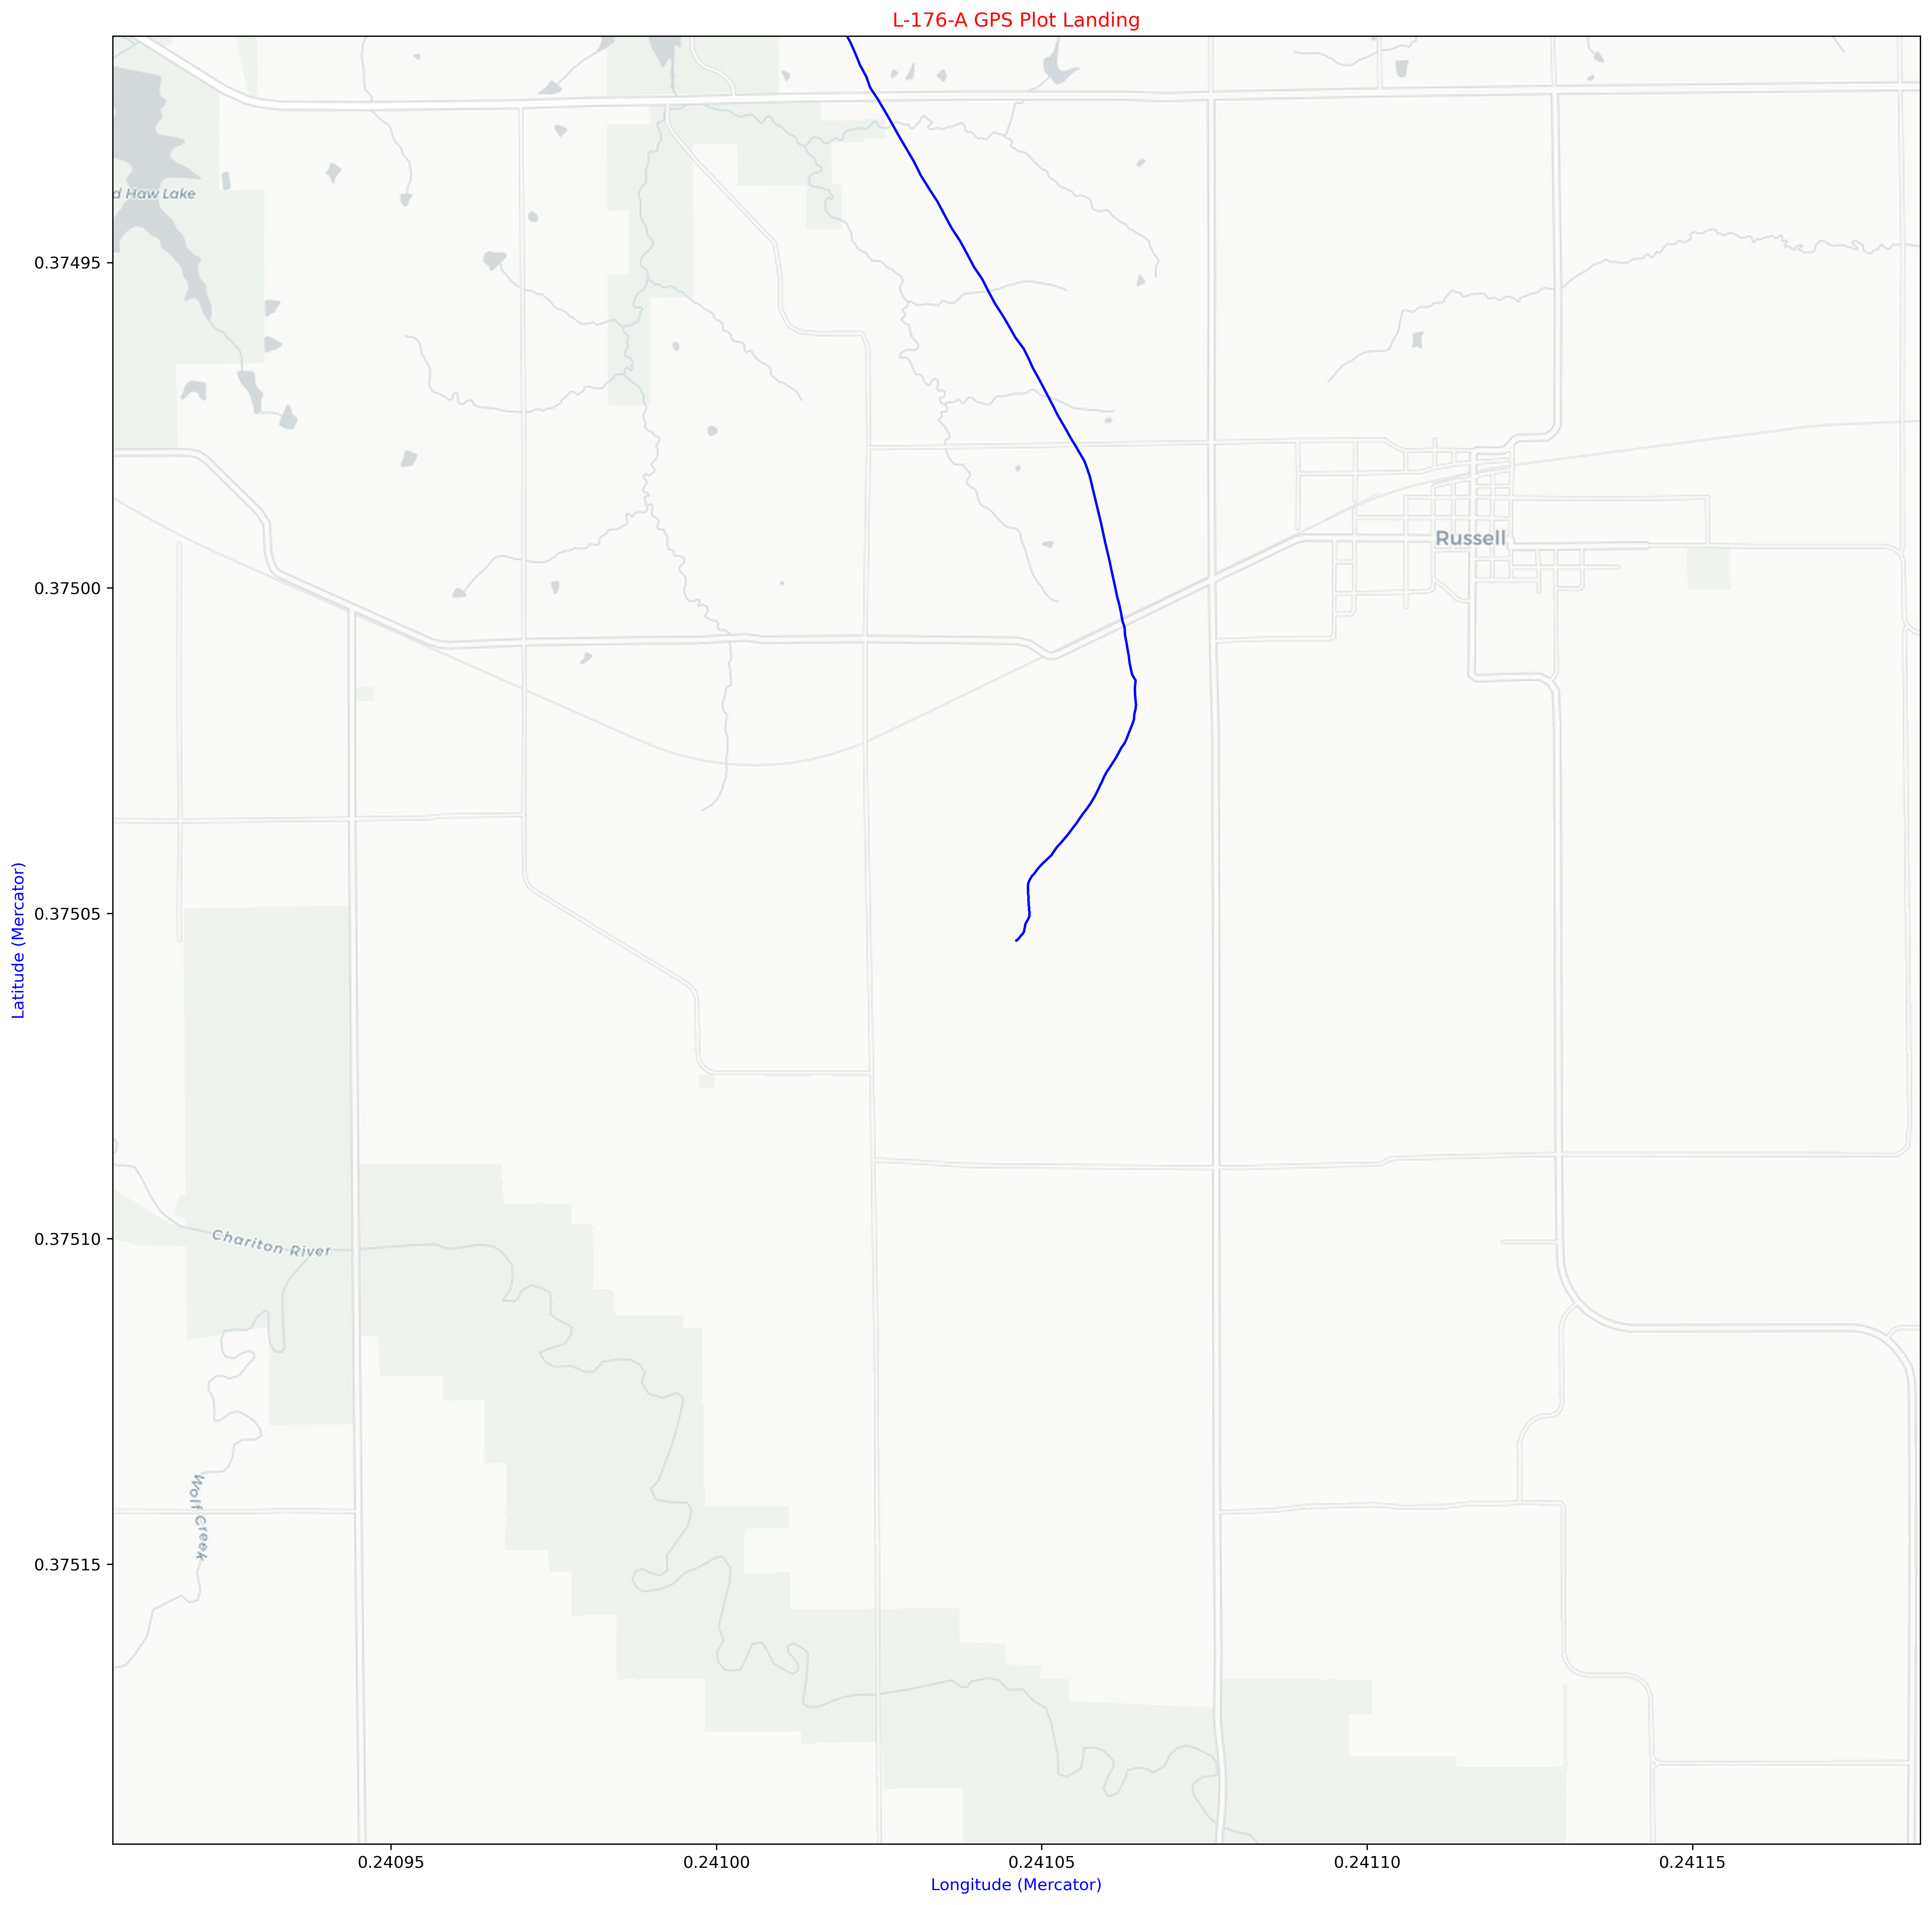 L-176-A GPS Plot Landing
d Haw Lake
0.37495
Russell
0.37500
0.37505
Latitude (Mercator)
0.37510
Chariton River
Wolf Creek
0.37515
0.24095
0.24100
0.24105
0.24110
0.24115
Longitude (Mercator)